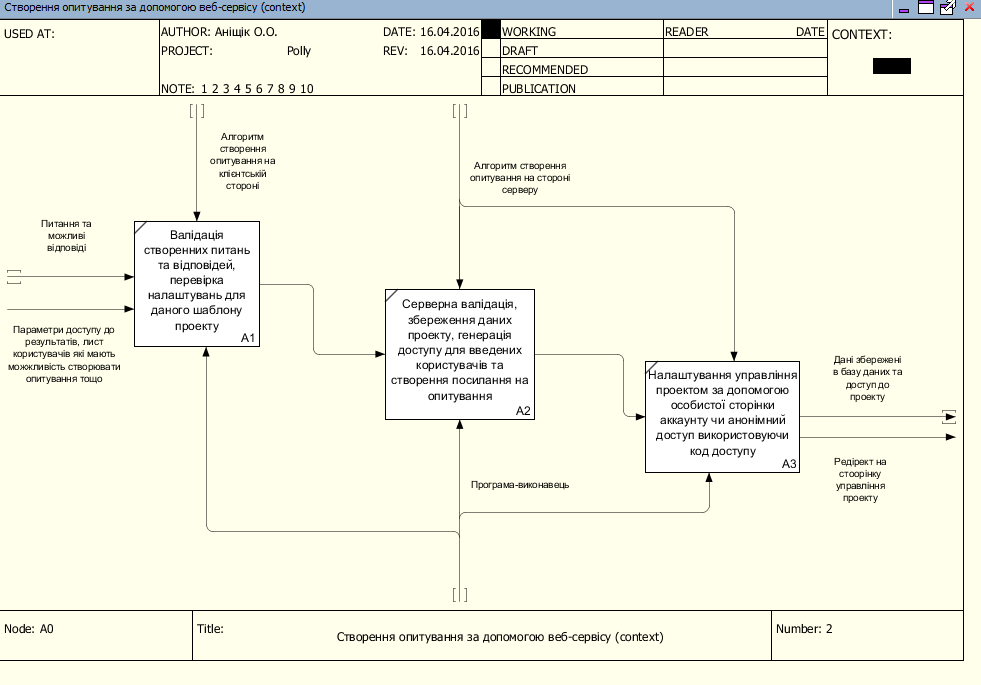 Створення опитування за допомогою веб-сервісу (context)
USED AT:
AUTHOR: Аніщік О.О.
DATE: 16.04.2016
PROJECT: Polly
REV: 16.04.2016
NOTE: 1 2 3 4 5 6 7 8 9 10
WORKING
DRAFT
RECOMMENDED
PUBLICATION
READER
DATE
CONTEXT:
Алгоритм
створення
опитування на
клієнтській
стороні
Алгоритм створення
опитування на стороні
серверу
Питання та
можливі
відповіді
Параметри доступу до
результатів, лист
користувачів які мають
можжливість створювати
опитування тощо
Валідація
створенних питань
та відповідей,
перевірка
налаштувань для
даного шаблону
проекту
A1
Серверна валідація,
збереження даних
проекту, генерація
доступу для введених
користувачів та
створення посилання на
опитування
A2
Налаштування управління
проектом за допомогою
особистої сторінки
аккаунту чи анонімний
доступ використовуючи
код доступу
A3
Дані збережені
в базу даних та
доступ до
проекту
Редірект на
стоорінку
управління
проекту
Програма-виконавець
Node: A0
Title:
Створення опитування за допомогою веб-сервісу (context)
Number: 2